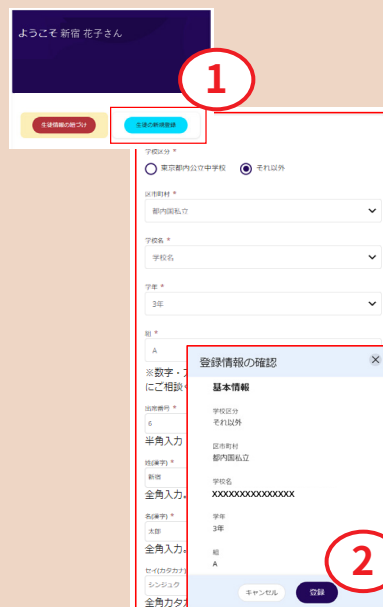 ようこそ 新宿 花子さん
1
生徒情報の紐づけ
生徒の新規登録
学校区分 *
東京都内公立中学校
それ以外
区市町村 *
都内国私立
学校名 *
学校名
学年 *
3年
組 *
A
※数字・
にご相談
出席番号 *
6
半角入力
姓(漢字) *
新宿
全角入力。
名(漢字) *
太郎
全角入力。
セイ(カタカナ)
シンジュク
全角カタカ
登録情報の確認
基本情報
学校区分
それ以外
区市町村
都内国私立
学校名
XXXXXXXXXXXXXXX
学年
3年
組
A
2
キャンセル
登録